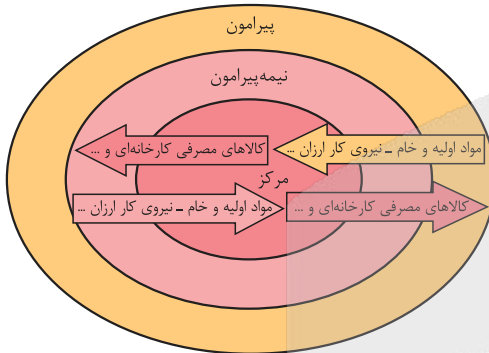 پیرامون
نیمه‌پیرامون
مواد اولیه و خام ـ نیروی کار ارزان ...
کالاهای مصرفی کارخانه‌ای و ...
مرکز
کالاهای مصرفی کارخانه‌ای و ...
مواد اولیه و خام ـ نیروی کار ارزان ...